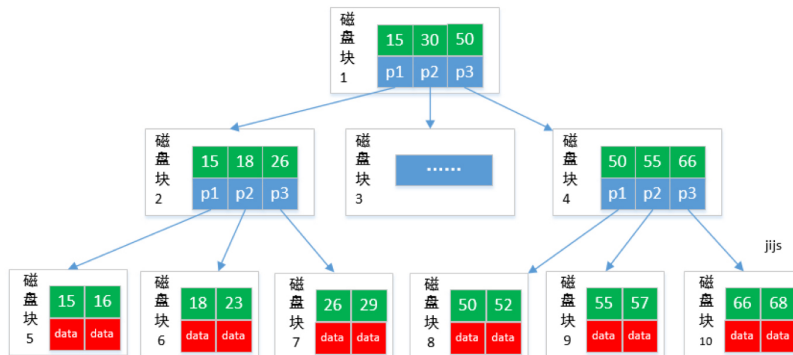 磁盘块1
15 30 50
p1 p2 p3
磁盘块2
15 18 26
p1 p2 p3
磁盘块3
······
磁盘块4
50 55 66
p1 p2 p3
jijs
磁盘块5
15 16
data data
磁盘块6
18 23
data data
磁盘块7
26 29
data data
磁盘块8
50 52
data data
磁盘块9
55 57
data data
磁盘块10
66 68
data data